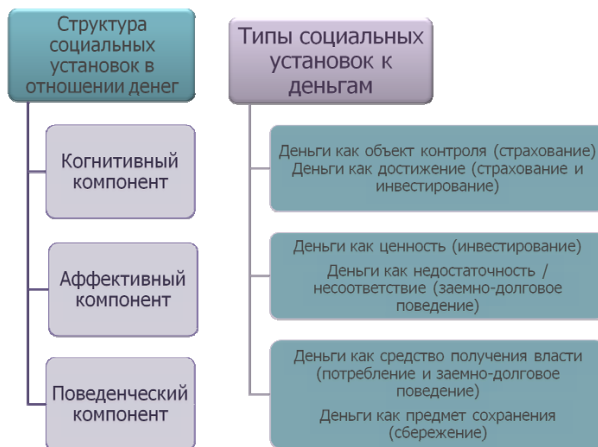 Структура
социальных
установок в
отношении денег
Когнитивный
компонент
Аффективный
компонент
Поведенческий
компонент
Типы социальных
установок к
деньгам
Деньги как объект контроля (страхование)
Деньги как достижение (страхование и
инвестирование)
Деньги как ценность (инвестирование)
Деньги как недостаточность /
несоответствие (заемно-долговое
поведение)
Деньги как средство получения власти
(потребление и заемно-долговое
поведение)
Деньги как предмет сохранения
(сбережение)